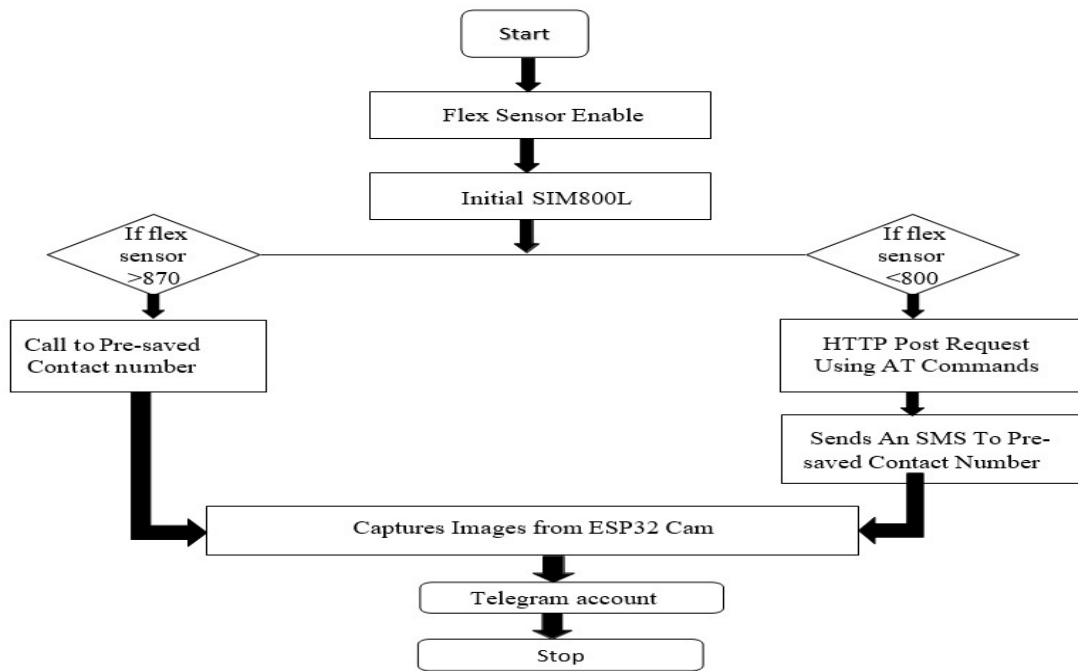 Start
Flex Sensor Enable
Initial SIM800L
If flex
sensor
>870
If flex
sensor
<800
Call to Pre-saved
Contact number
HTTP Post Request
Using AT Commands
Sends An SMS To Pre-
saved Contact Number
Captures Images from ESP32 Cam
Telegram account
Stop